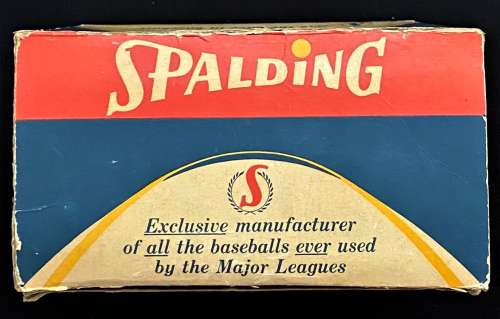 SPALDiNG
S
Exclusive manufacturer
of all the baseballs ever used
by the Major Leagues